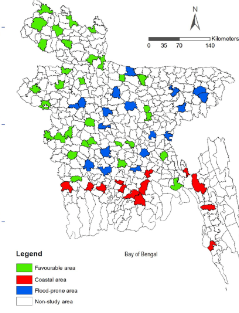 N
Kilometers
0 35 70 140
Bay of Bengal
Legend
Favourable area
Coastal area
Flood-prone area
Non-study area